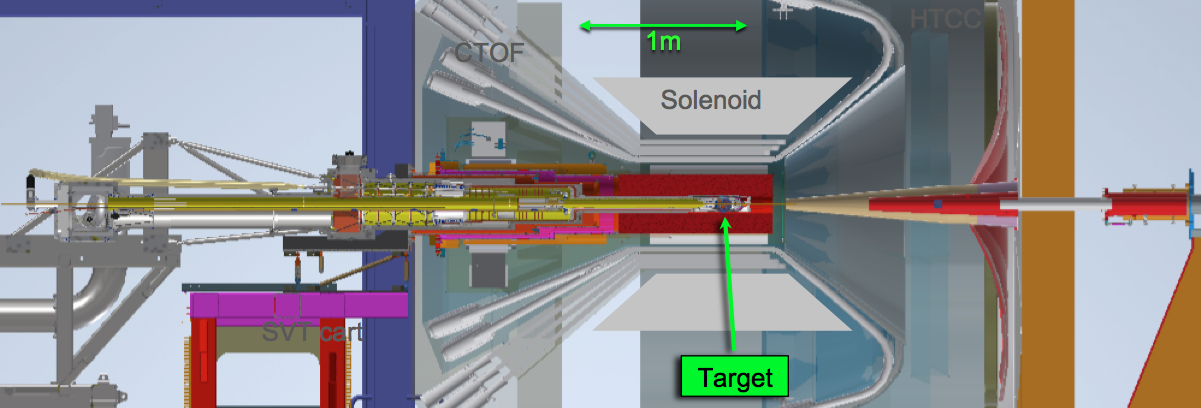 HTCC
CTOF
1m
Solenoid
SVT cart
Target